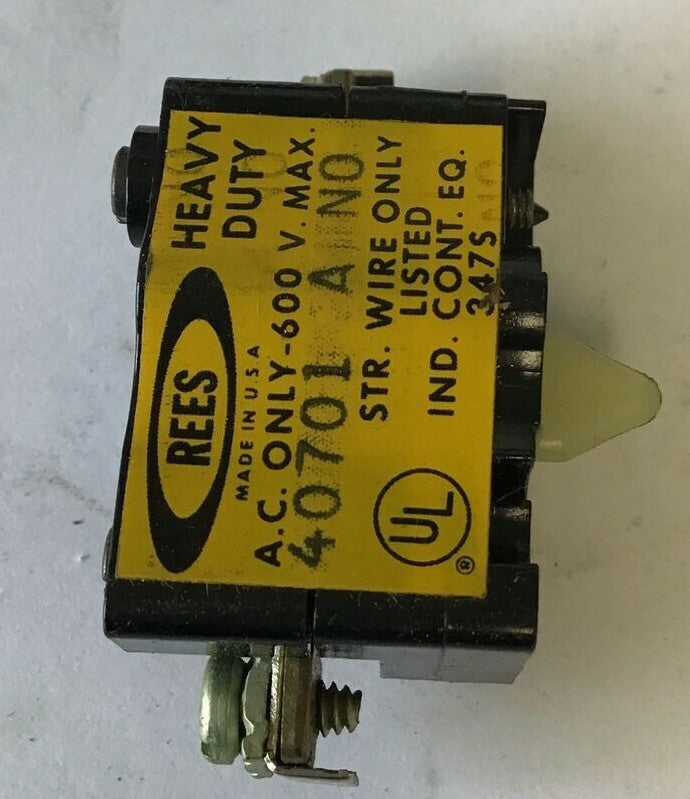 HEAVY
DUTY
REES
MADE IN U.S.A
A.C. ONLY-600 V. MAX.
40701 A NO
STR. WIRE ONLY
LISTED
IND. CONT. EQ.
347S
UL
®
NO